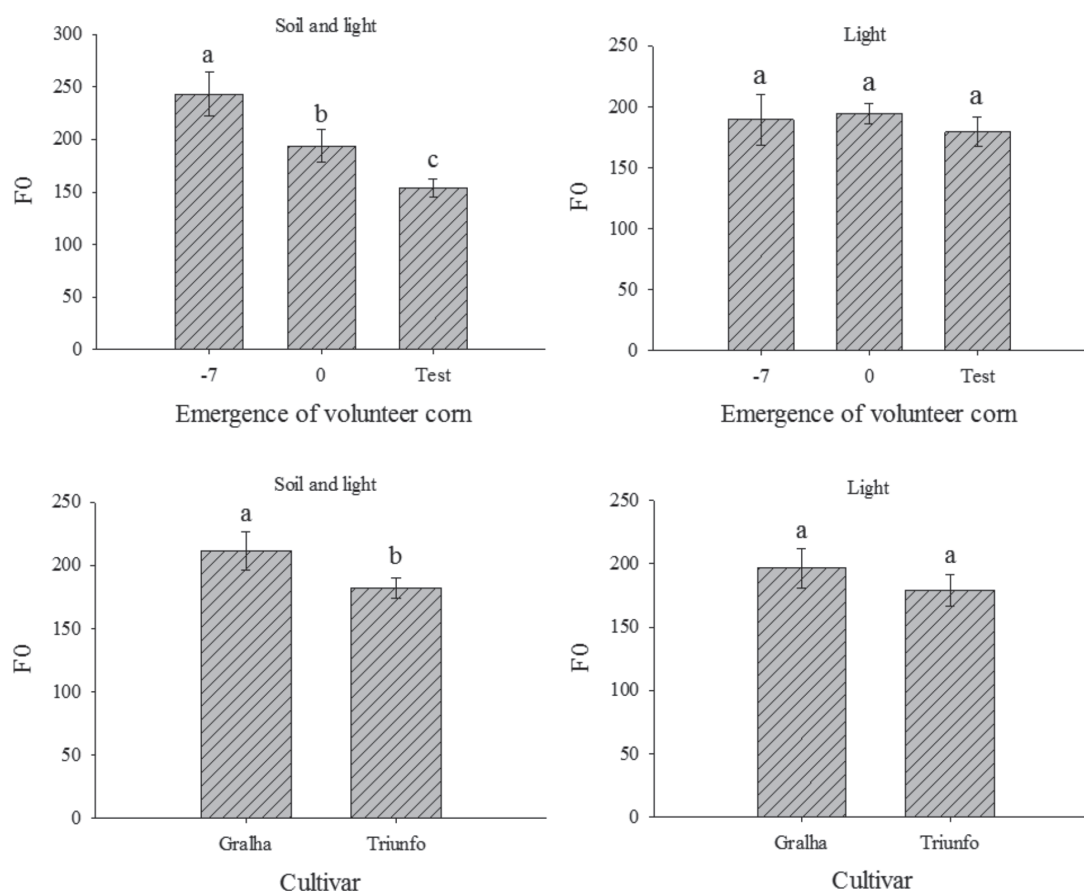 Soil and light
300
250
200
150
100
50
0
F0
a
b
c
-7 0 Test
Emergence of volunteer corn
Light
250
200
150
100
50
0
F0
a a a
-7 0 Test
Emergence of volunteer corn
Soil and light
250
200
150
100
50
0
F0
a
b
Gralha Triunfo
Cultivar
Light
250
200
150
100
50
0
F0
a
a
Gralha Triunfo
Cultivar